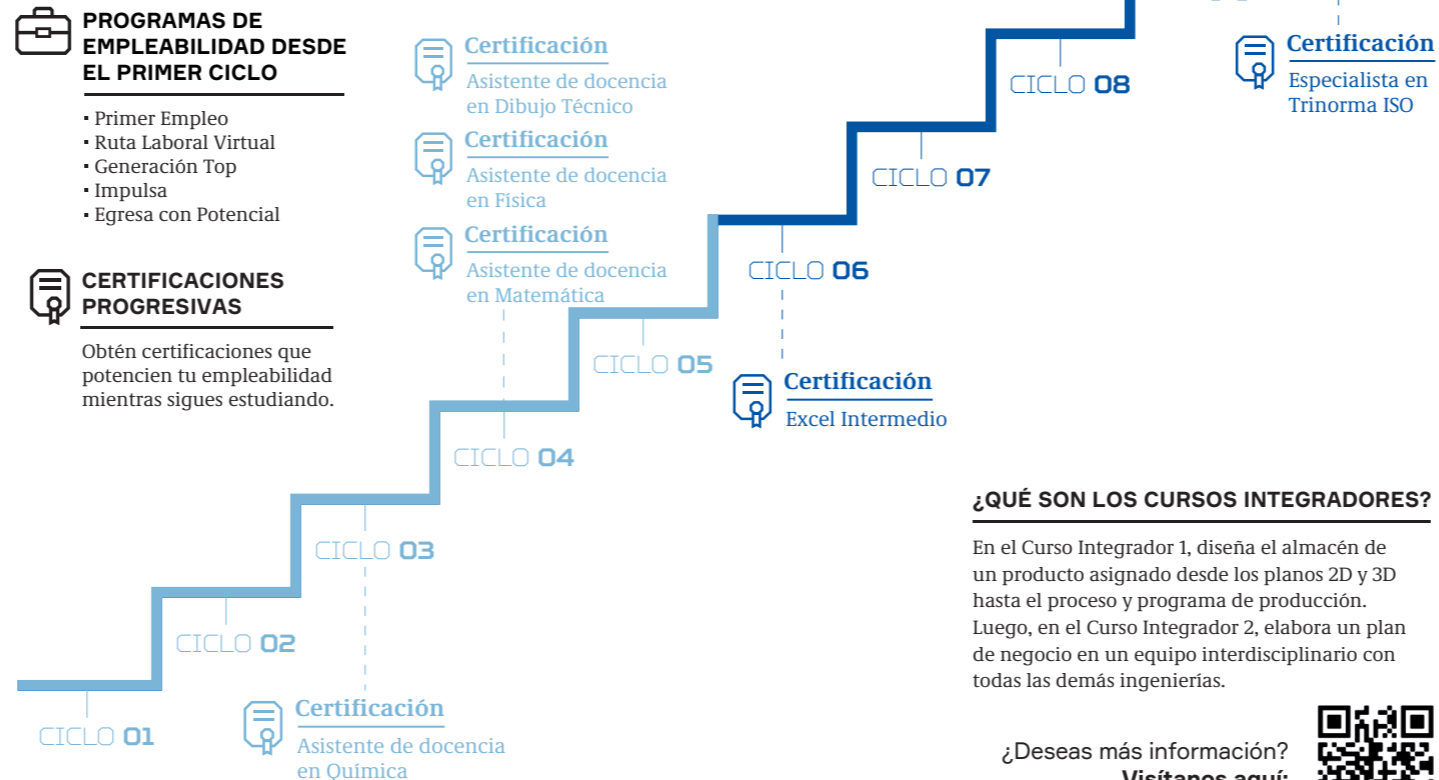 PROGRAMAS DE
EMPLEABILIDAD DESDE
EL PRIMER CICLO
▪ Primer Empleo
▪ Ruta Laboral Virtual
▪ Generación Top
▪ Impulsa
▪ Egresa con Potencial
CERTIFICACIONES
PROGRESIVAS
Obtén certificaciones que
potencien tu empleabilidad
mientras sigues estudiando.
Certificación
Asistente de docencia
en Dibujo Técnico
Certificación
Asistente de docencia
en Física
Certificación
Asistente de docencia
en Matemática
CICLO 01
CICLO 02
CICLO 03
Certificación
Asistente de docencia
en Química
CICLO 04
CICLO 05
CICLO 06
Certificación
Excel Intermedio
CICLO 07
CICLO 08
Certificación
Especialista en
Trinorma ISO
¿QUÉ SON LOS CURSOS INTEGRADORES?
En el Curso Integrador 1, diseña el almacén de
un producto asignado desde los planos 2D y 3D
hasta el proceso y programa de producción.
Luego, en el Curso Integrador 2, elabora un plan
de negocio en un equipo interdisciplinario con
todas las demás ingenierías.
¿Deseas más información?
Visítanos aquí: